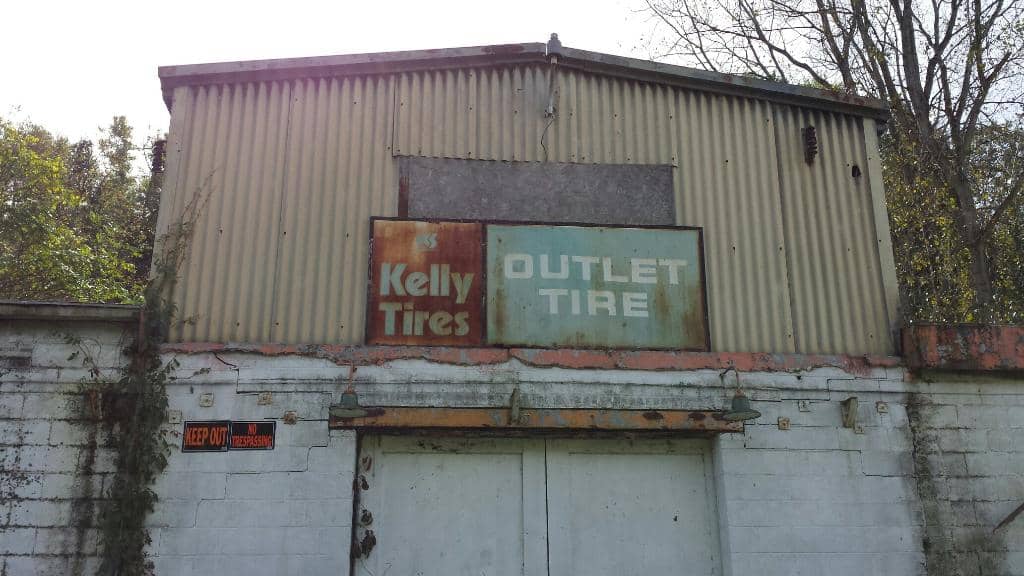 Kelly
Tires
OUTLET
TIRE
KEEP OUT
NO
TRESPASSING